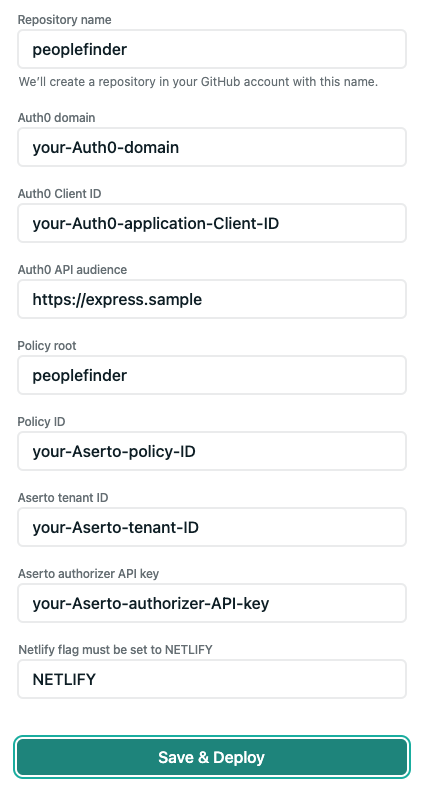 Repository name
peoplefinder
We'll create a repository in your GitHub account with this name.
Auth0 domain
your-Auth0-domain
Auth0 Client ID
your-Auth0-application-Client-ID
Auth0 API audience
https://express.sample
Policy root
peoplefinder
Policy ID
your-Aserto-policy-ID
Aserto tenant ID
your-Aserto-tenant-ID
Aserto authorizer API key
your-Aserto-authorizer-API-key
Netlify flag must be set to NETLIFY
NETLIFY
Save & Deploy